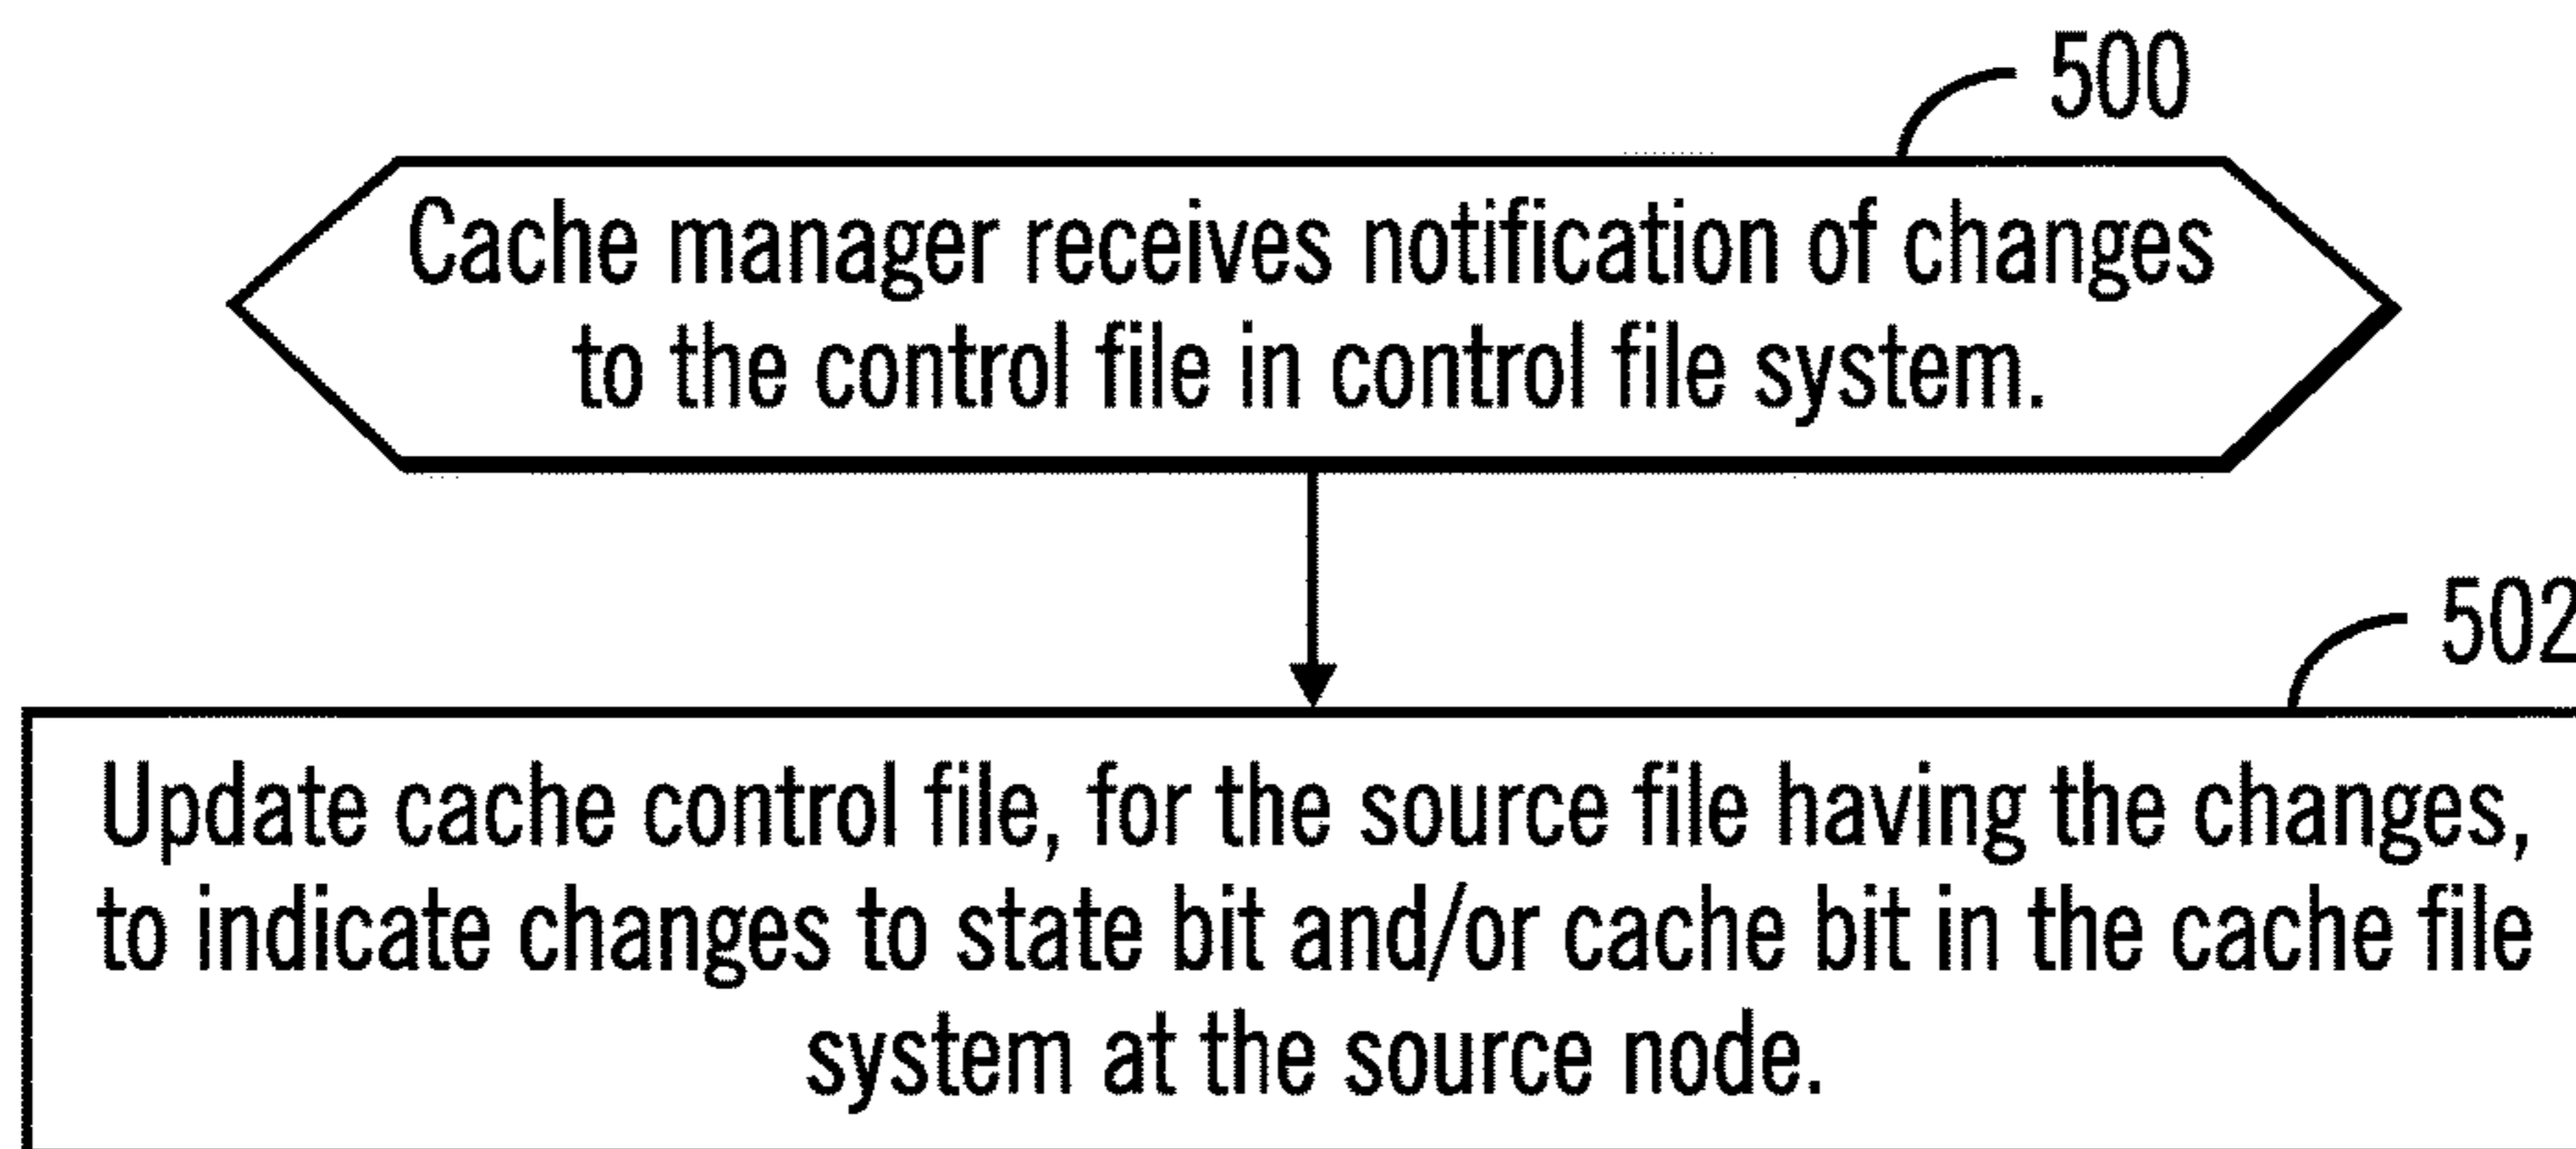 500
Cache manager receives notification of changes
to the control file in control file system.
502
Update cache control file, for the source file having the changes,
to indicate changes to state bit and/or cache bit in the cache file
system at the source node.